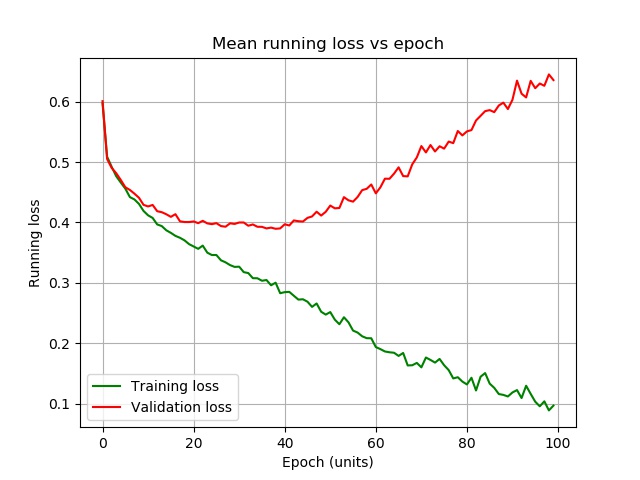 Mean running loss vs epoch
Running loss
0.6
0.5
0.4
0.3
0.2
0.1
Training loss
Validation loss
0 20 40 60 80 100
Epoch (units)